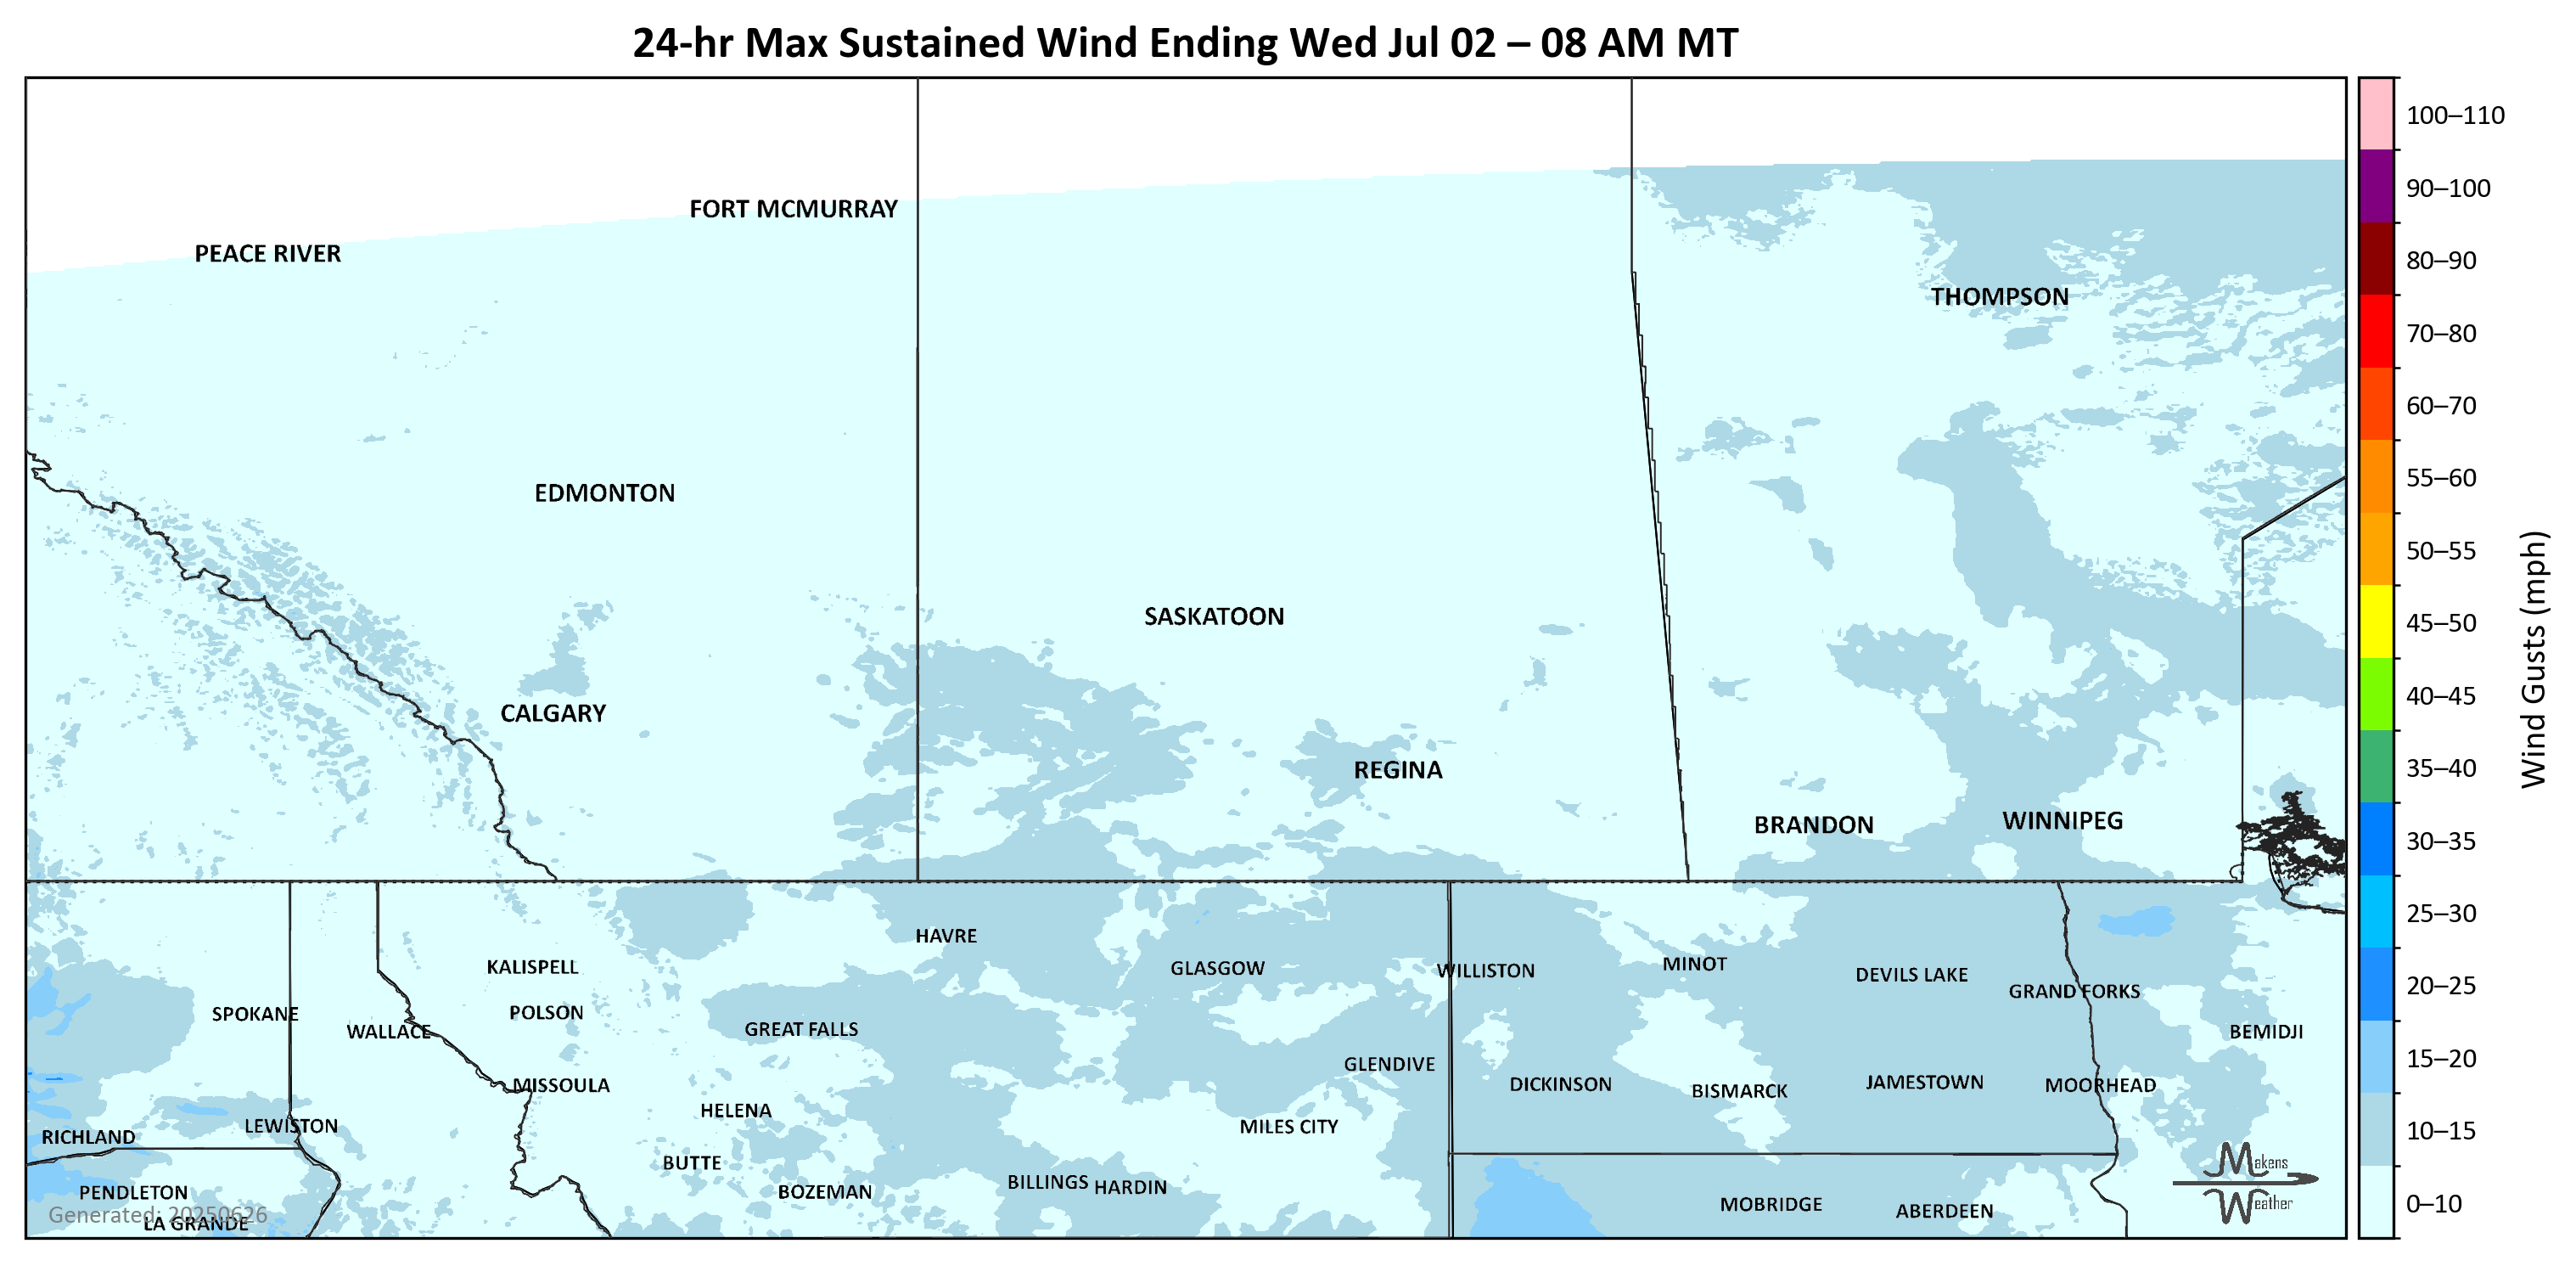 24-hr Max Sustained Wind Ending Wed Jul 02 – 08 AM MT
100–110
90–100
80–90
70–80
60–70
55–60
50–55
45–50
40–45
35–40
30–35
25–30
20–25
15–20
10–15
0–10
Wind Gusts (mph)
FORT MCMURRAY
PEACE RIVER
THOMPSON
EDMONTON
SASKATOON
CALGARY
REGINA
BRANDON
WINNIPEG
HAVRE
KALISPELL
GLASGOW
WILLISTON
MINOT
DEVILS LAKE
GRAND FORKS
SPOKANE
POLSON
WALLACE
GREAT FALLS
BEMIDJI
GLENDIVE
MISSOULA
DICKINSON
BISMARCK
JAMESTOWN
MOORHEAD
HELENA
LEWISTON
MILES CITY
RICHLAND
BUTTE
PENDLETON
BOZEMAN
BILLINGS
HARDIN
MOBRIDGE
ABERDEEN
Generated: 20250626
LA GRANDE
Makens
Weather